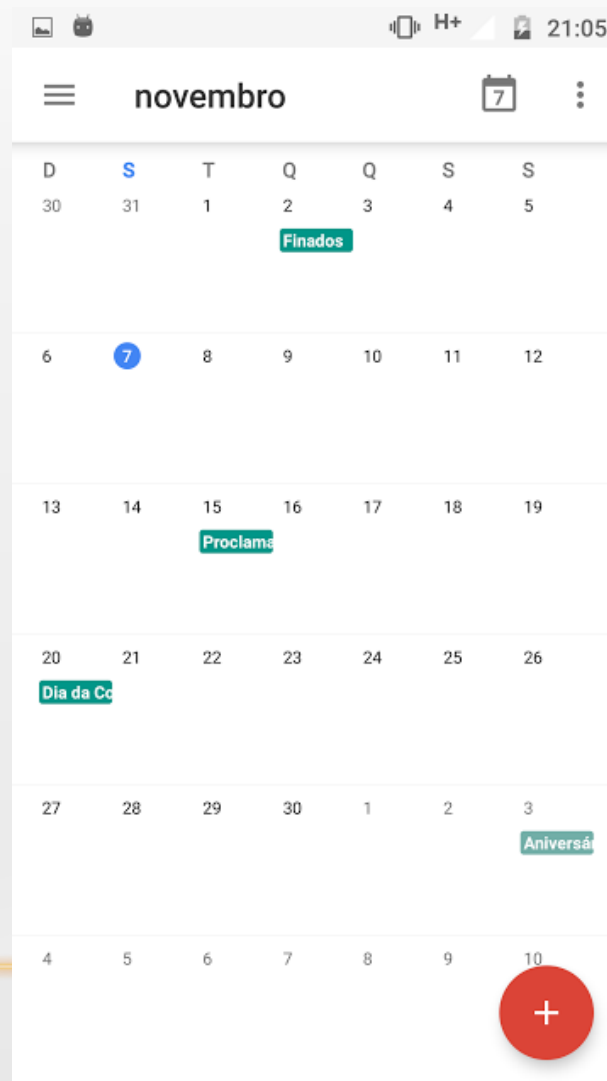 H+ 21:05
novembro 7
D S T Q Q S S
30 31 1 2 3 4 5
Finados
6 7 8 9 10 11 12
13 14 15 16 17 18 19
Proclama
20 21 22 23 24 25 26
Dia da Co
27 28 29 30 1 2 3
Aniversár
4 5 6 7 8 9 10
+